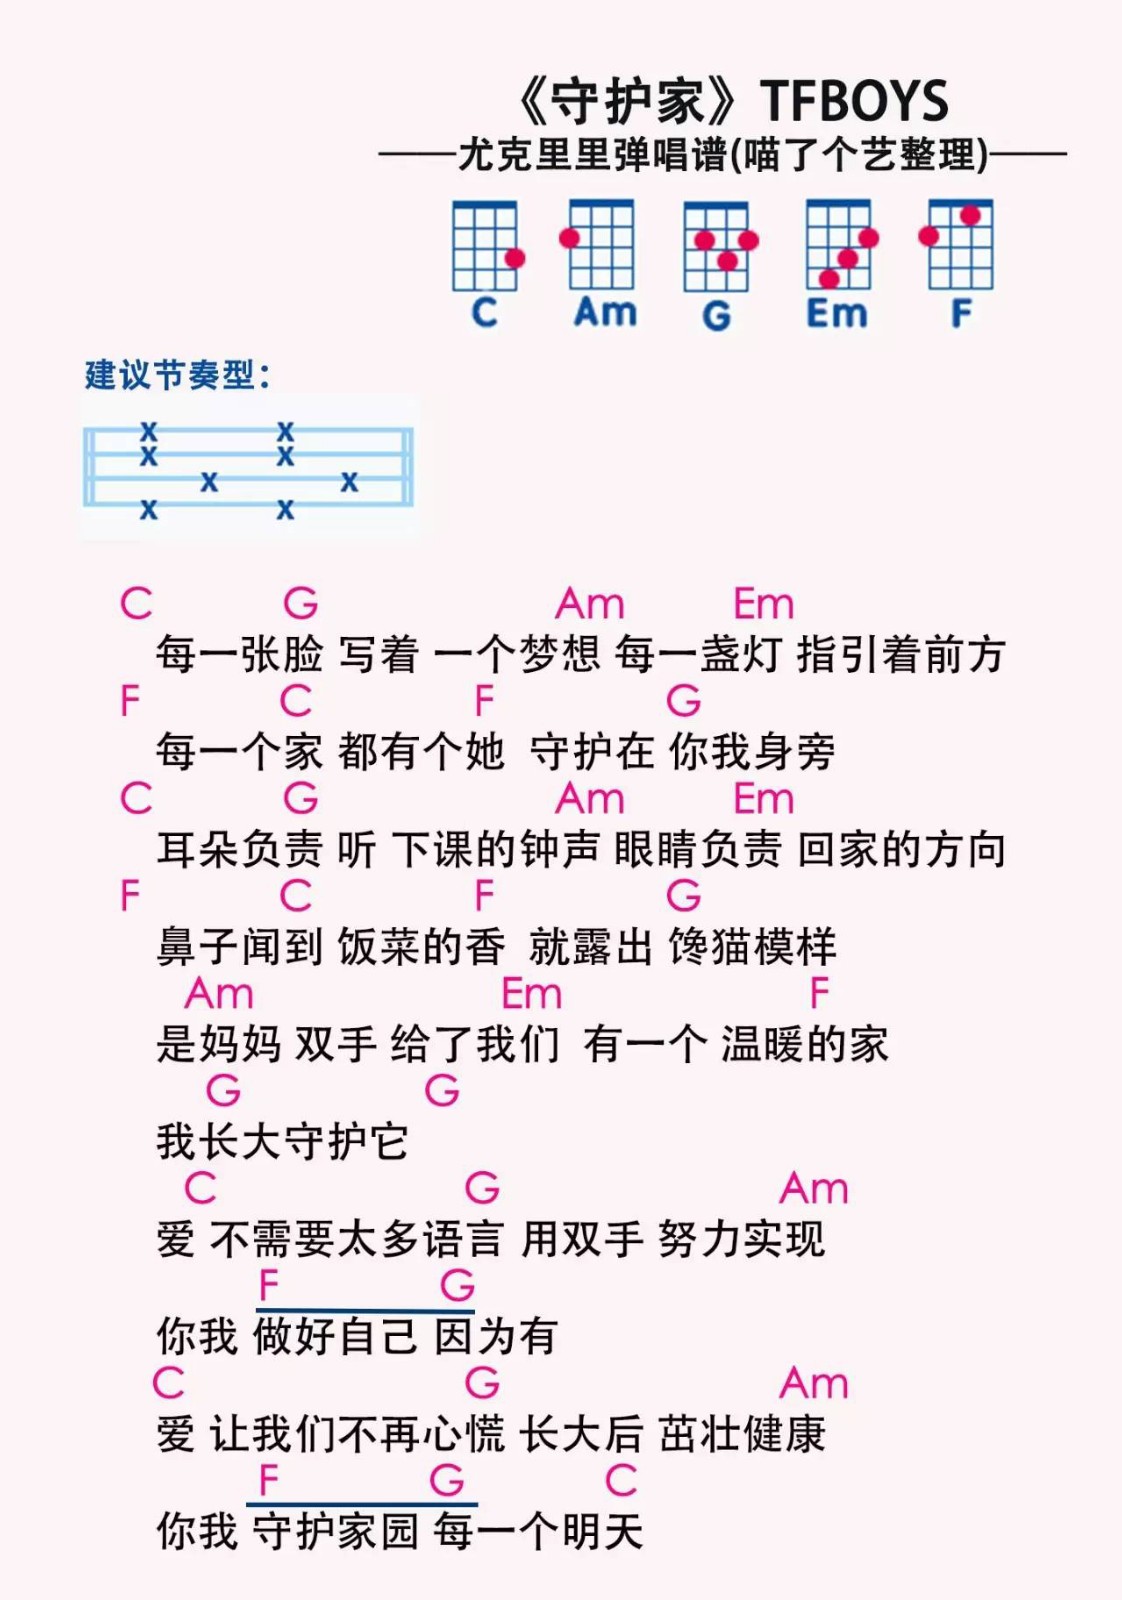 《守护家》TFBOYS
——尤克里里弹唱谱(喵了个艺整理)——
C Am G Em F
建议节奏型：
x x
x x
x x
x x
C G Am Em
每一张脸 写着 一个梦想 每一盏灯 指引着前方
F C F G
每一个家 都有个她 守护在 你我身旁
C G Am Em
耳朵负责 听 下课的钟声 眼睛负责 回家的方向
F C F G
鼻子闻到 饭菜的香 就露出 馋猫模样
Am Em F
是妈妈 双手 给了我们 有一个 温暖的家
G G
我长大守护它
C G Am
爱 不需要太多语言 用双手 努力实现
F G
你我 做好自己 因为有
C G Am
爱 让我们不再心慌 长大后 茁壮健康
F G C
你我 守护家园 每一个明天